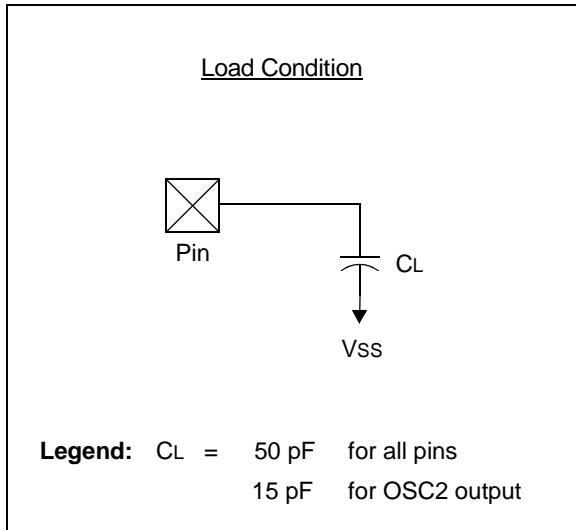 Load Condition
Pin
CL
VSS
Legend: CL = 50 pF for all pins
15 pF for OSC2 output